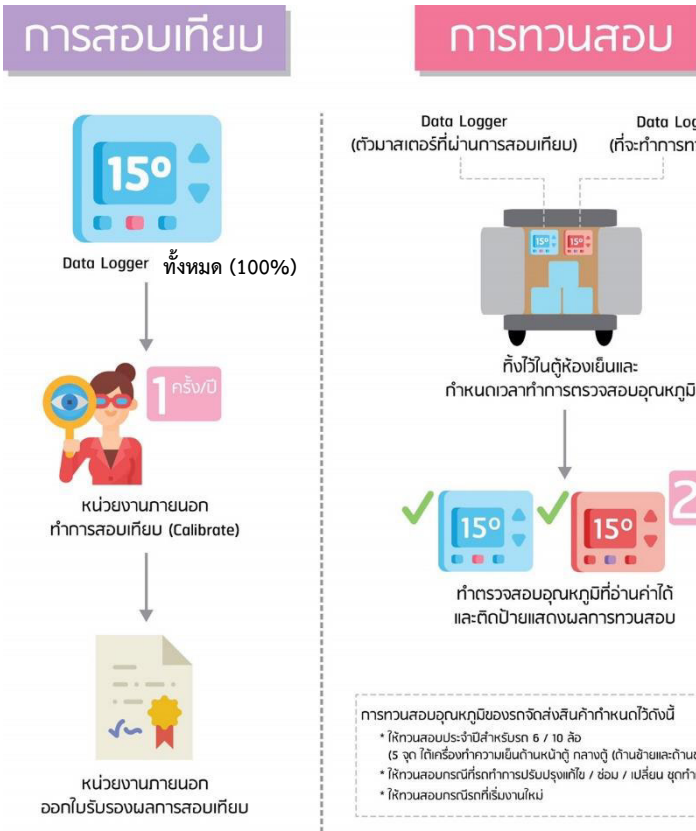 การสอบเทียบ
15°
Data Logger ทั้งหมด (100%)
1 ครั้ง/ปี
หน่วยงานภายนอก
ทำการสอบเทียบ (Calibrate)
หน่วยงานภายนอก
ออกใบรับรองผลการสอบเทียบ
การทวนสอบ
Data Logger
(ตัวมาสเตอร์ที่ผ่านการสอบเทียบ)
Data
(ที่จะทำการ
15° 15°
ทิ้งไว้ในตู้ห้องเย็นและ
กำหนดเวลาทำการตรวจสอบอุณหภูมิ
2
15° 15°
ทำตรวจสอบอุณหภูมิที่อ่านค่าได้
และติดป้ายแสดงผลการทวนสอบ
การทวนสอบอุณหภูมิของรถจัดส่งสินค้ากำหนดไว้ดังนี้
* ให้ทวนสอบประจำปีสำหรับรถ 6 / 10 ล้อ
(5 จุด ใต้เครื่องทำความเย็นด้านหน้าตู้ กลางตู้ (ด้านซ้ายและด้าน
* ให้ทวนสอบกรณีที่รถทำการปรับปรุงแก้ไข / ซ่อม / เปลี่ยน ชุด
* ให้ทวนสอบกรณีรถที่เริ่มงานใหม่